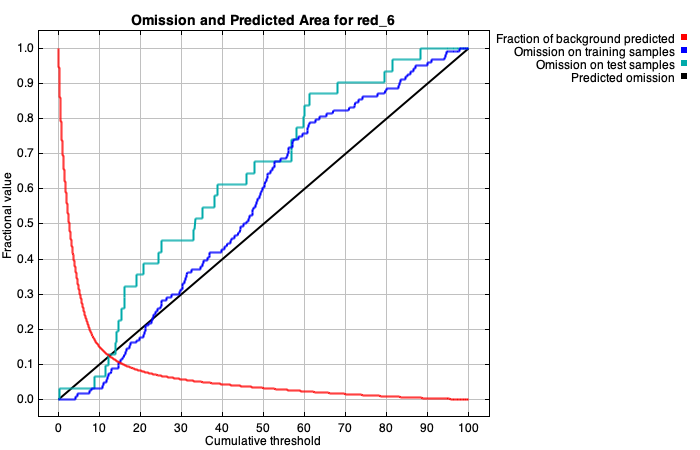 Omission and Predicted Area for red_6
Fraction of background predicted
Omission on training samples
Omission on test samples
Predicted omission
Fractional value
1.0
0.9
0.8
0.7
0.6
0.5
0.4
0.3
0.2
0.1
0.0
0 10 20 30 40 50 60 70 80 90 100
Cumulative threshold